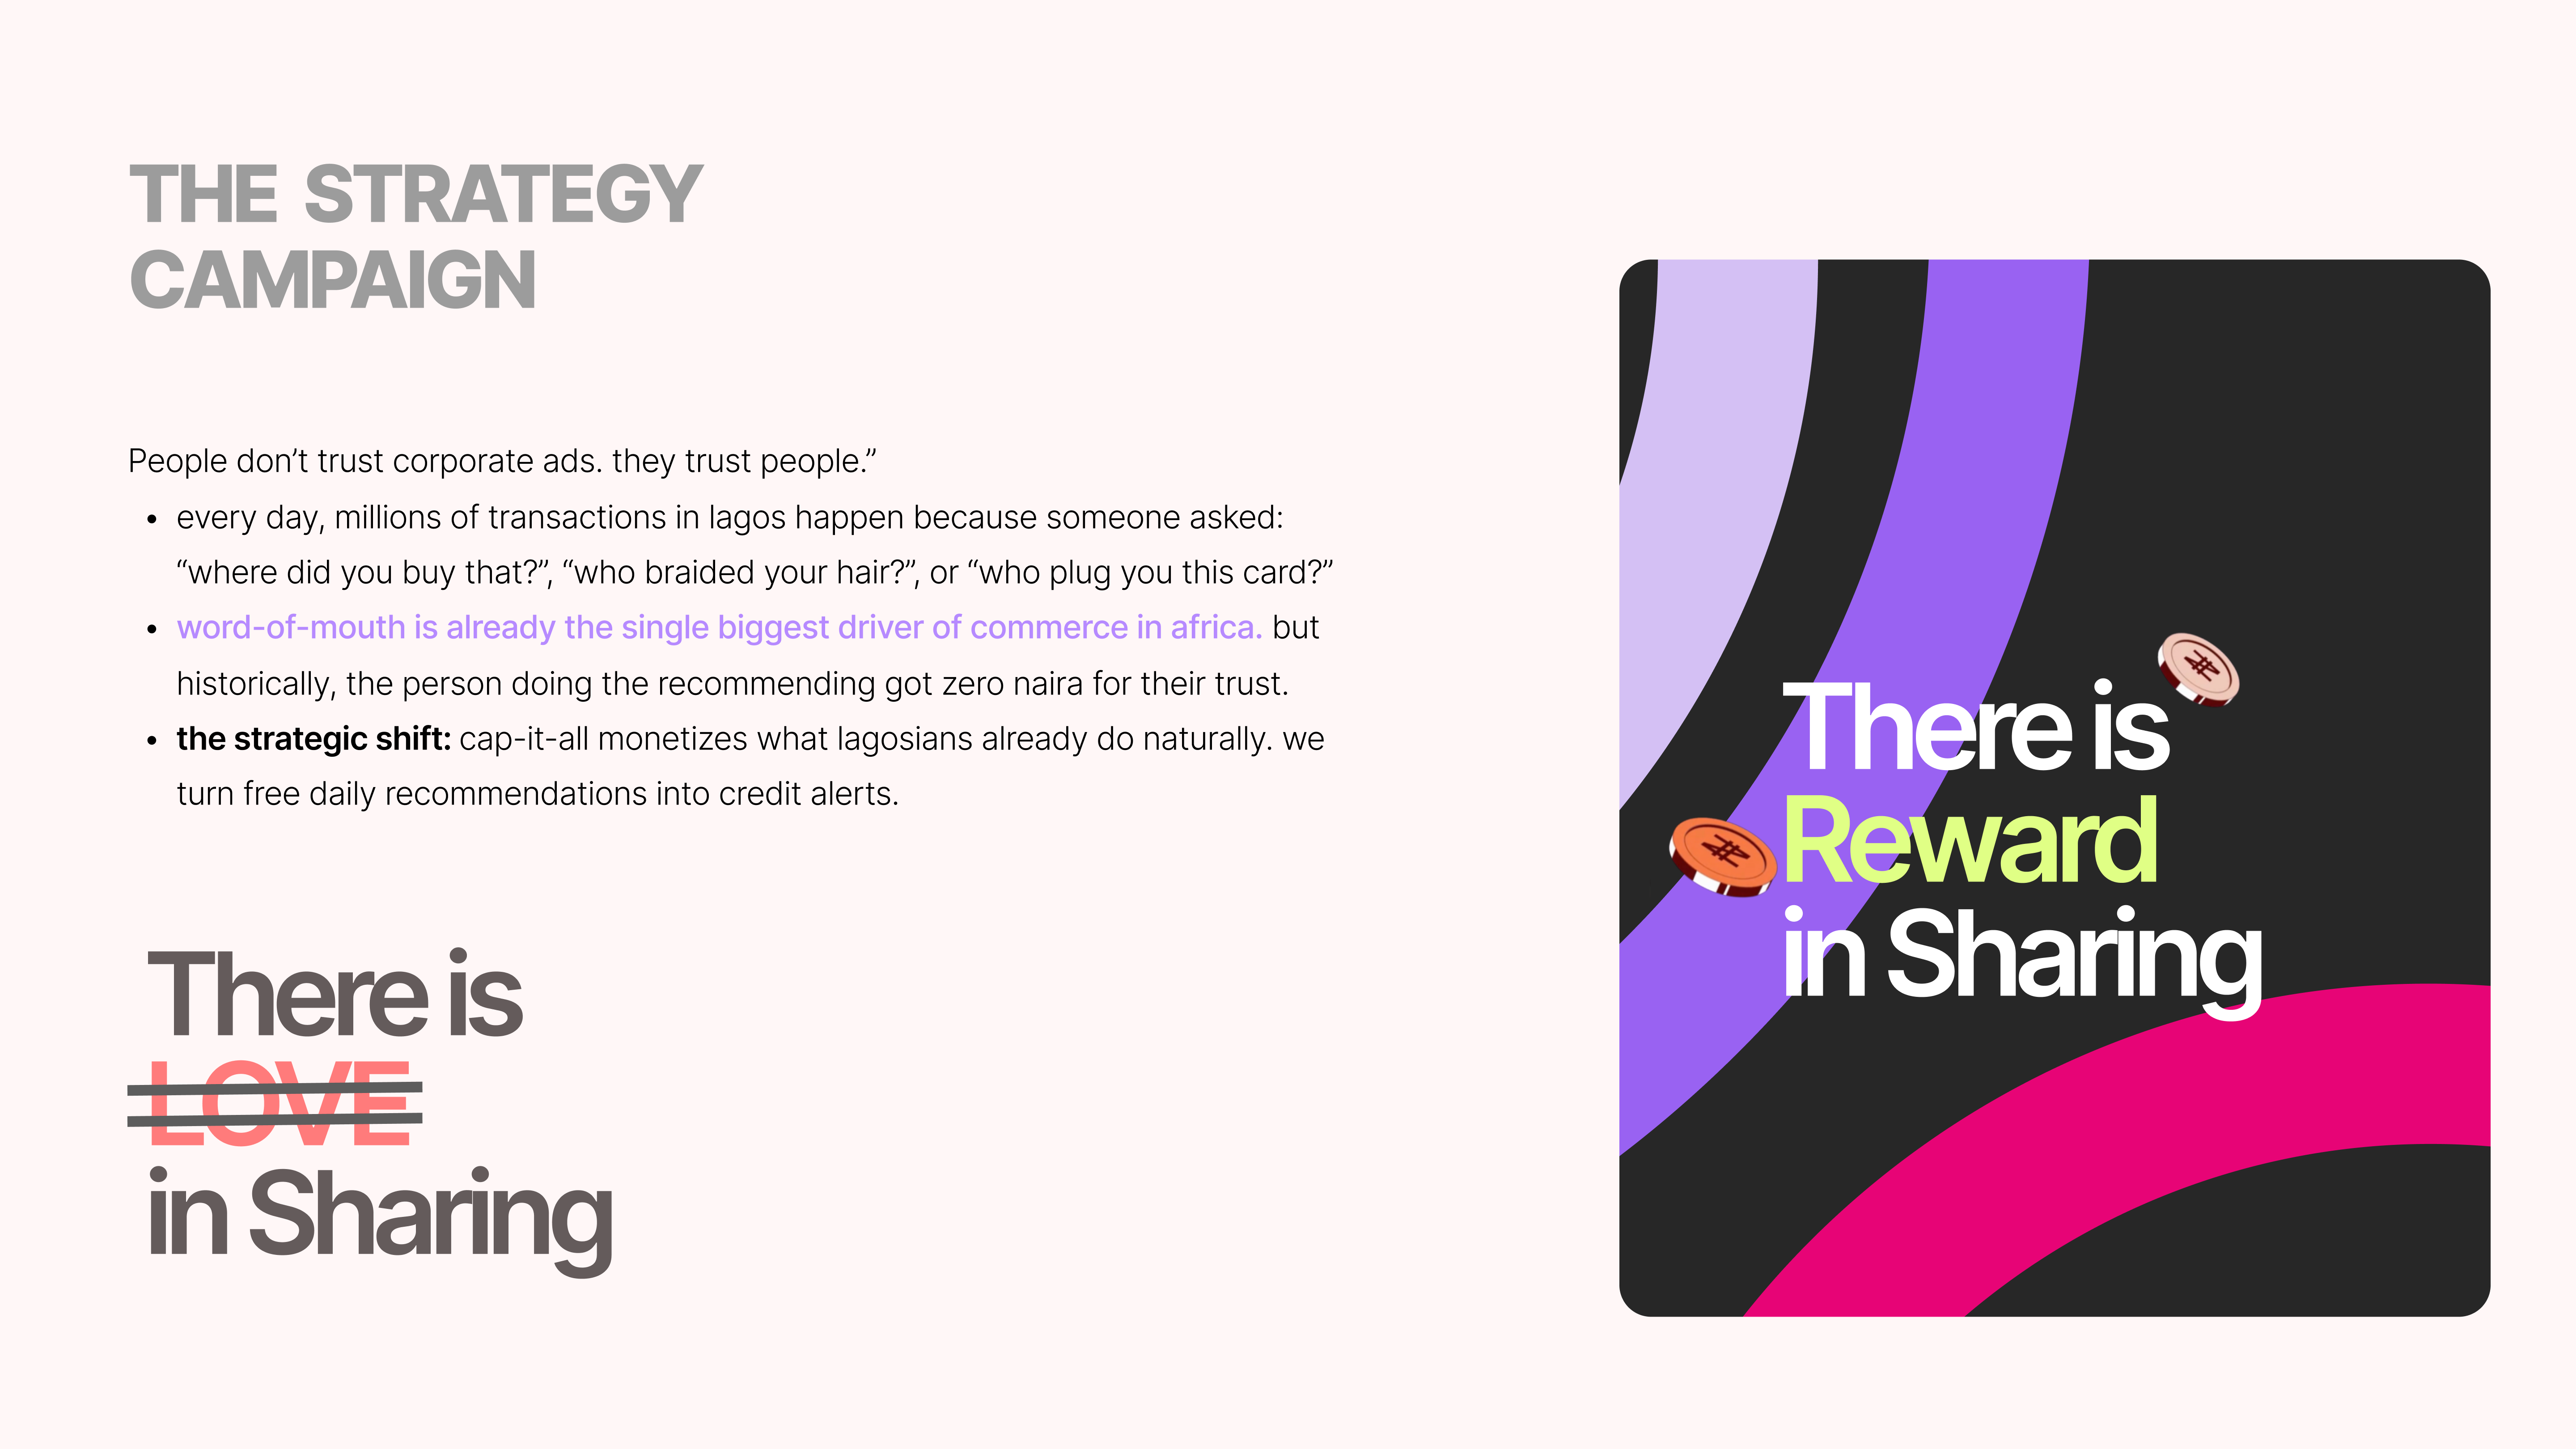 THE STRATEGY
CAMPAIGN
People don’t trust corporate ads. they trust people.”
• every day, millions of transactions in lagos happen because someone asked:
“where did you buy that?”, “who braided your hair?”, or “who plug you this card?”
• word-of-mouth is already the single biggest driver of commerce in africa. but
historically, the person doing the recommending got zero naira for their trust.
• the strategic shift: cap-it-all monetizes what lagosians already do naturally. we
turn free daily recommendations into credit alerts.
There is
LOVE
in Sharing
There is
Reward
in Sharing
₦
₦